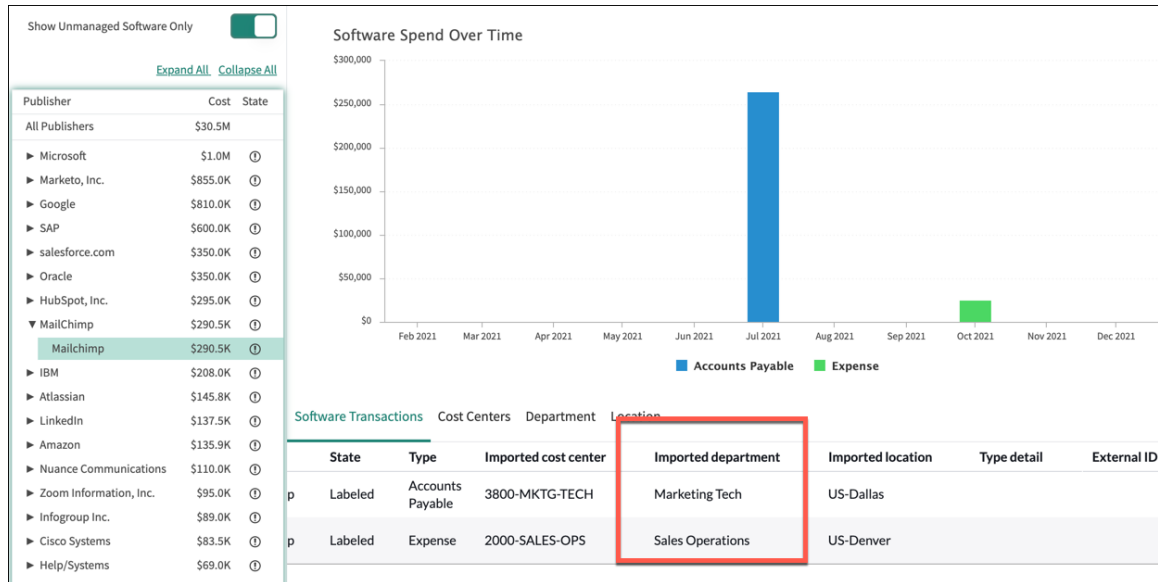 Show Unmanaged Software Only
Expand All Collapse All
Publisher Cost State
All Publishers $30.5M
Microsoft $1.0M
Marketo, Inc. $855.0K
Google $810.0K
SAP $600.0K
salesforce.com $350.0K
Oracle $350.0K
HubSpot, Inc. $295.0K
MailChimp $290.5K
Mailchimp $290.5K
IBM $208.0K
Atlassian $145.8K
LinkedIn $137.5K
Amazon $135.9K
Nuance Communications $110.0K
Zoom Information, Inc. $95.0K
Infogroup Inc. $89.0K
Cisco Systems $83.5K
Help/Systems $69.0K
Software Spend Over Time
$300,000
$250,000
$200,000
$150,000
$100,000
$50,000
$0
Feb 2021 Mar 2021 Apr 2021 May 2021 Jun 2021 Jul 2021 Aug 2021 Sep 2021 Oct 2021 Nov 2021 Dec 2021
Accounts Payable Expense
Software Transactions Cost Centers Department Location
State Type Imported cost center Imported department Imported location Type detail External ID
p Labeled Accounts Payable 3800-MKTG-TECH Marketing Tech US-Dallas
p Labeled Expense 2000-SALES-OPS Sales Operations US-Denver